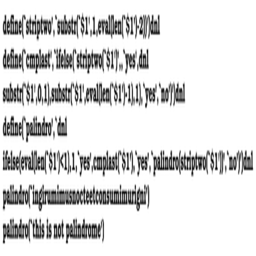 define(`striptwo',`substr(`$1',1,eval(len(`$1')-2))')dnl
define(`cmplast',`ifelse(`striptwo(`$1')',,`yes',dnl
substr(`$1',0,1),substr(`$1',eval(len(`$1')-1),1),`yes',`no')')dnl
define(`palindro',`dnl
ifelse(eval(len(`$1')<1),1,`yes',cmplast(`$1'),`yes',`palindro(striptwo(`$1'))',`no')')dnl
palindro(`ingirumimusnocteetconsumimurigni')
palindro(`this is not palindrome')